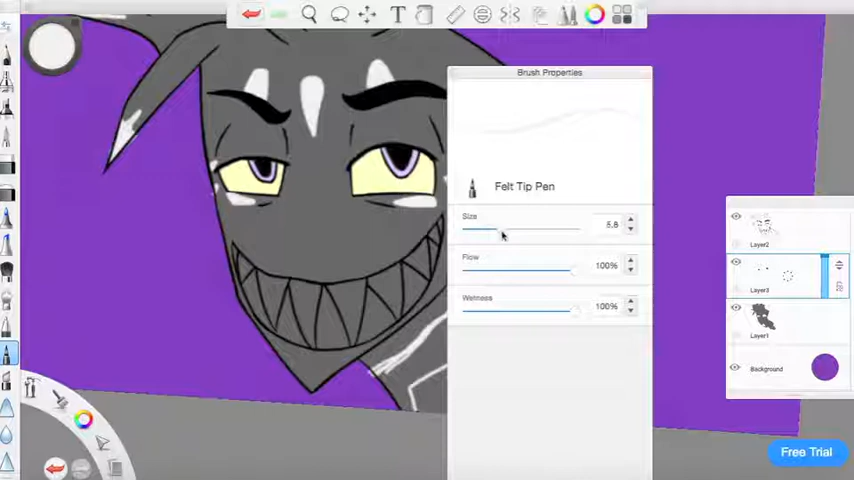 T
Brush Properties
Felt Tip Pen
Size
5.8
Flow
100%
Wetness
100%
Layer2
Layer3
Layer1
Background
Free Trial